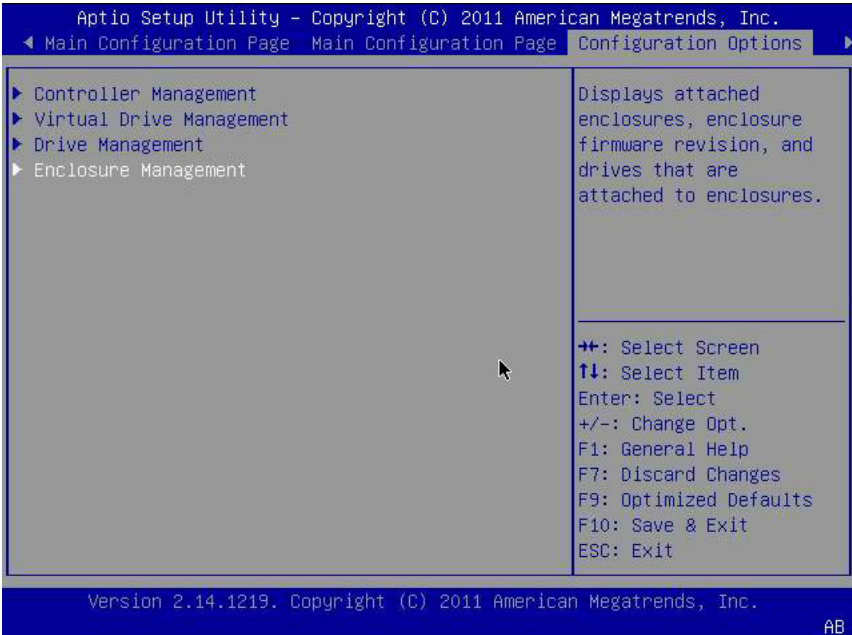 Aptio Setup Utility – Copyright (C) 2011 American Megatrends, Inc.
Main Configuration Page Main Configuration Page Configuration Options
Controller Management
Virtual Drive Management
Drive Management
Enclosure Management
Displays attached
enclosures, enclosure
firmware revision, and
drives that are
attached to enclosures.
→←: Select Screen
↑↓: Select Item
Enter: Select
+/-: Change Opt.
F1: General Help
F7: Discard Changes
F9: Optimized Defaults
F10: Save & Exit
ESC: Exit
Version 2.14.1219. Copyright (C) 2011 American Megatrends, Inc.
AB